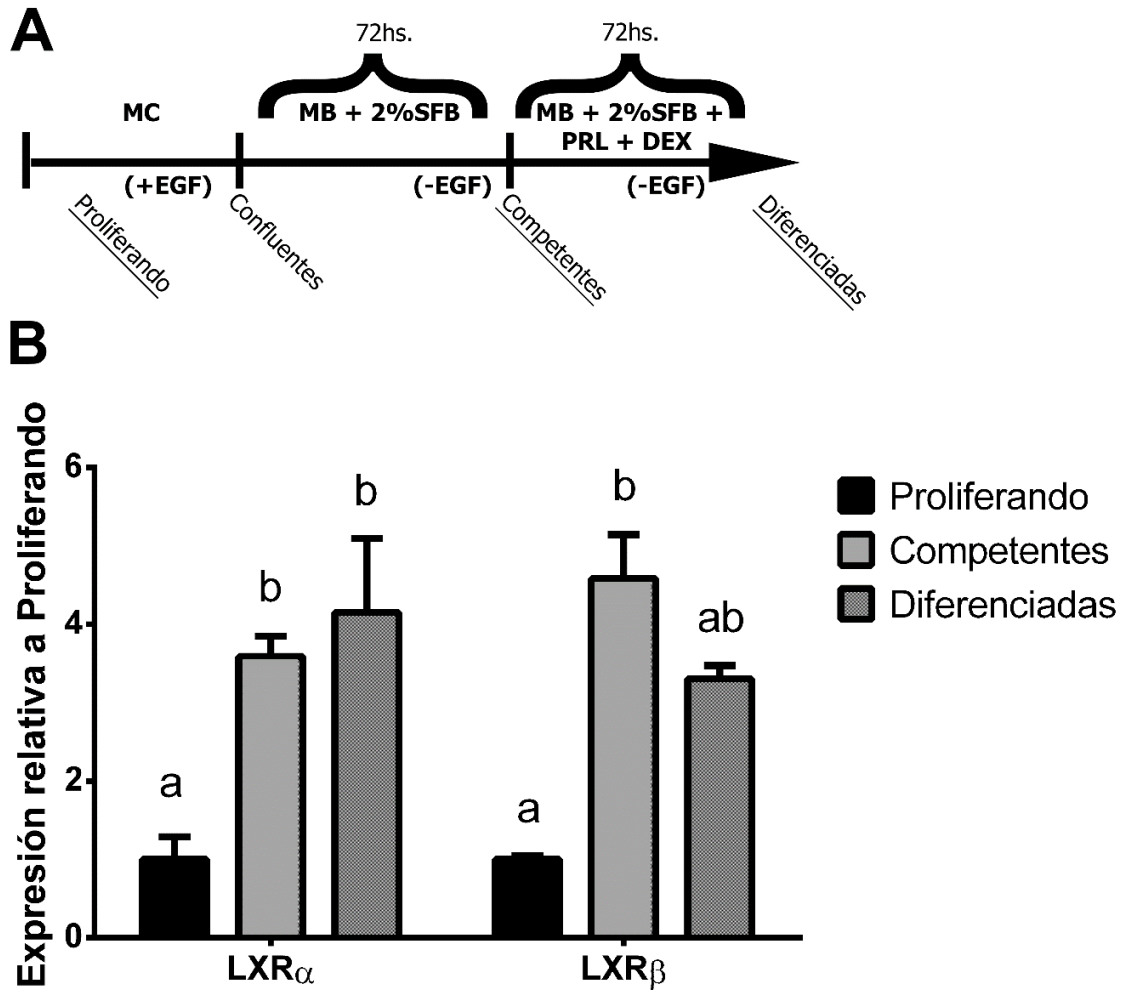 A
72hs.
72hs.
MC
MB + 2%SFB
MB + 2%SFB +
PRL + DEX
(+EGF)
(-EGF)
(-EGF)
Proliferando
Confluentes
Competentes
Diferenciadas
B
Expresión relativa a Proliferando
6
4
2
0
a
b
b
a
b
ab
LXRα
LXRβ
Proliferando
Competentes
Diferenciadas